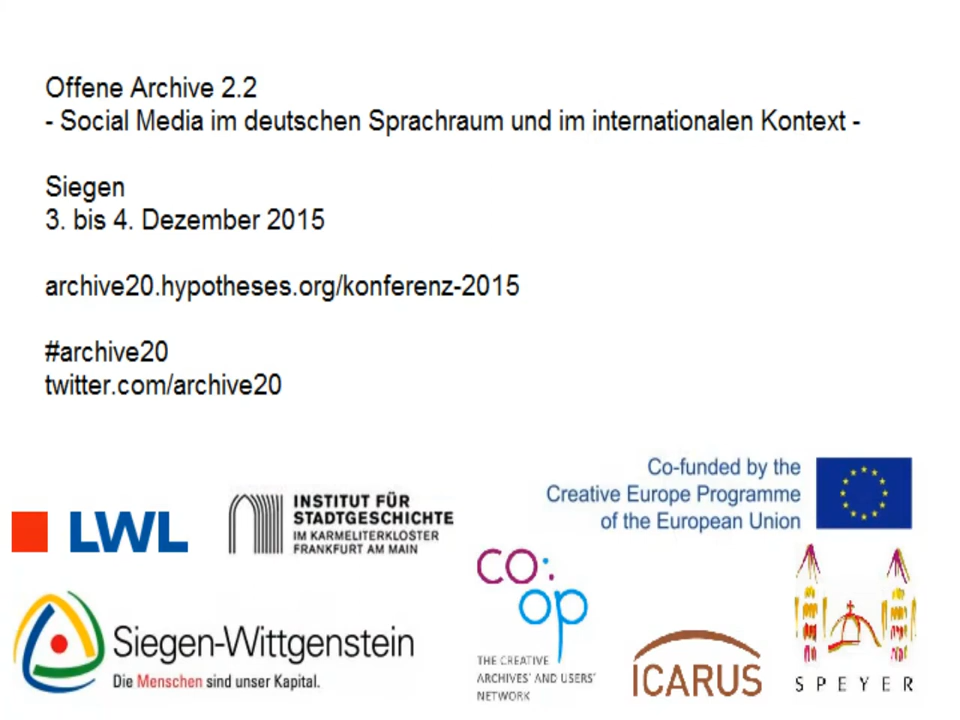 Offene Archive 2.2
- Social Media im deutschen Sprachraum und im internationalen Kontext -
Siegen
3. bis 4. Dezember 2015
archive20.hypotheses.org/konferenz-2015
#archive20
twitter.com/archive20
Co-funded by the
Creative Europe Programme
of the European Union
LWL
INSTITUT FÜR
STADTGESCHICHTE
IM KARMELITERKLOSTER
FRANKFURT AM MAIN
co:
op
THE CREATIVE
ARCHIVES' AND USERS'
NETWORK
Siegen-Wittgenstein
Die Menschen sind unser Kapital.
ICARUS
SPEYER